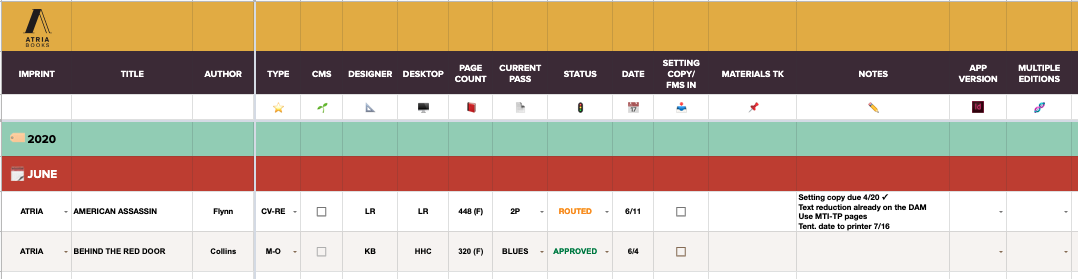 ATRIA
BOOKS
IMPRINT TITLE AUTHOR TYPE CMS DESIGNER DESKTOP PAGE COUNT CURRENT PASS STATUS DATE SETTING COPY/ FMS IN MATERIALS TK NOTES APP VERSION MULTIPLE EDITIONS
2020
JUNE
ATRIA AMERICAN ASSASSIN Flynn CV-RE LR LR 448 (F) 2P ROUTED 6/11
Setting copy due 4/20 ✓
Text reduction already on the DAM
Use MTI-TP pages
Tent. date to printer 7/16
ATRIA BEHIND THE RED DOOR Collins M-O KB HHC 320 (F) BLUES APPROVED 6/4